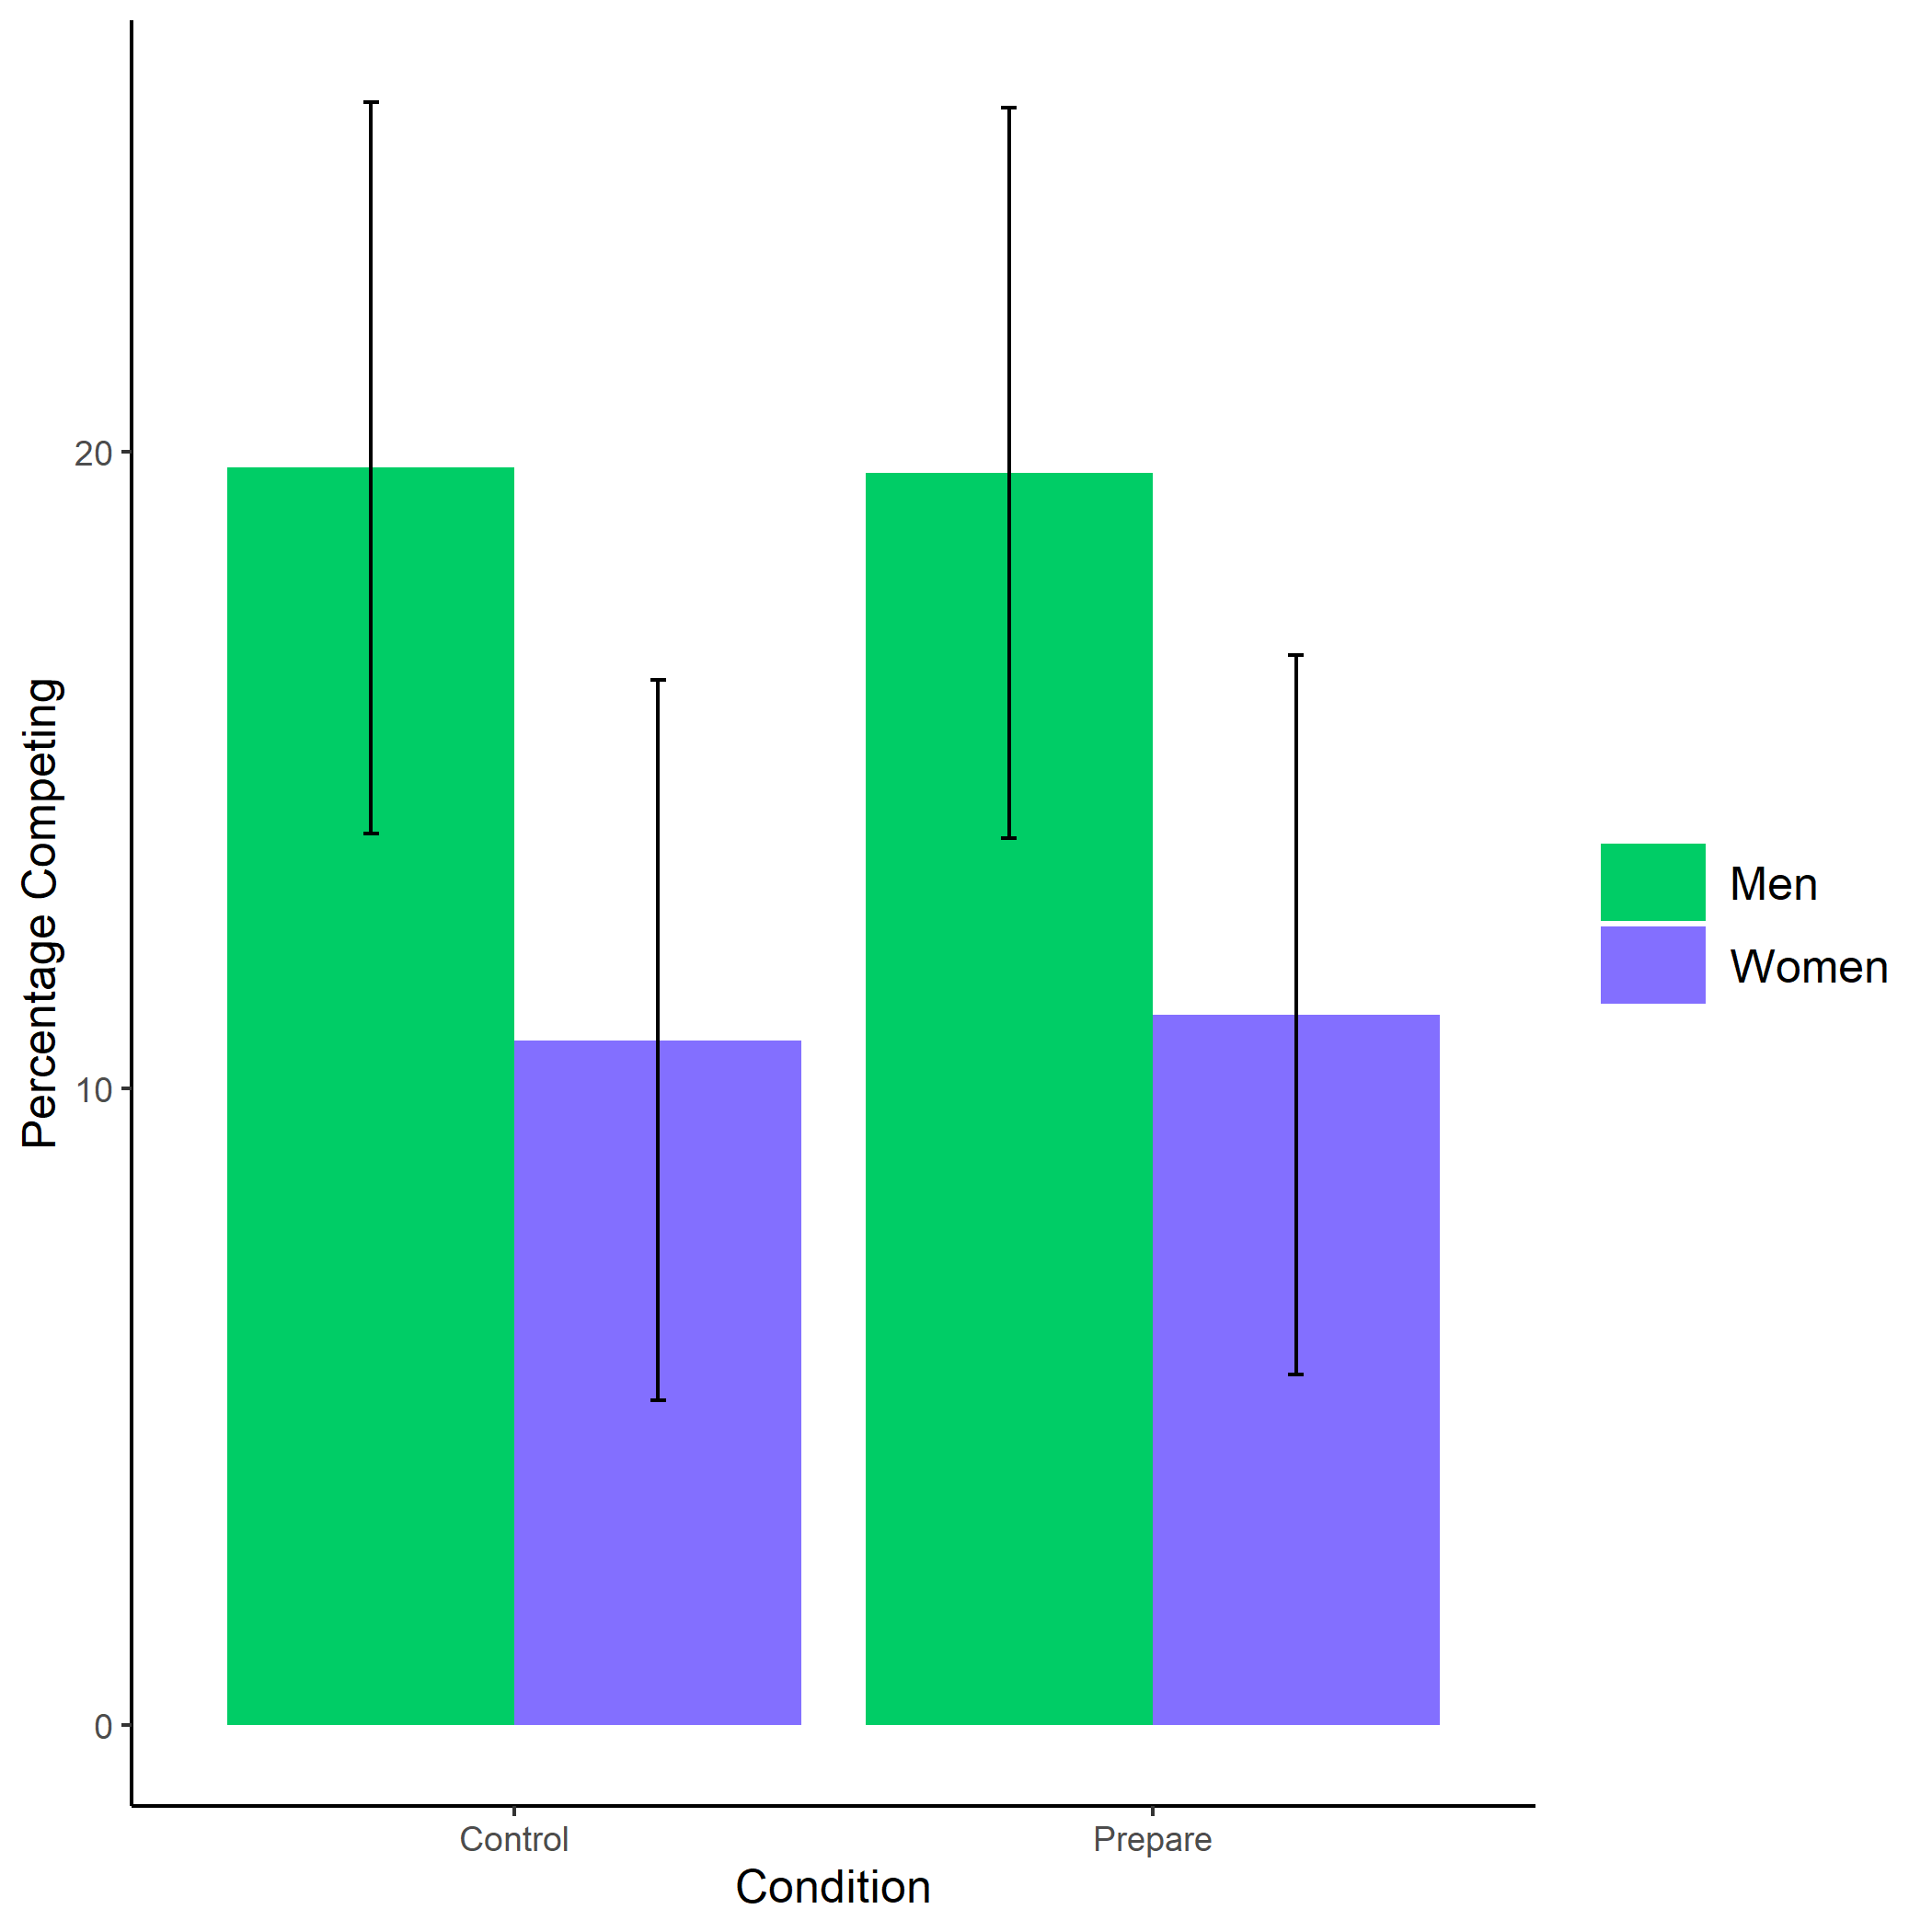 Percentage Competing
20
10
0
Control
Prepare
Condition
Men
Women